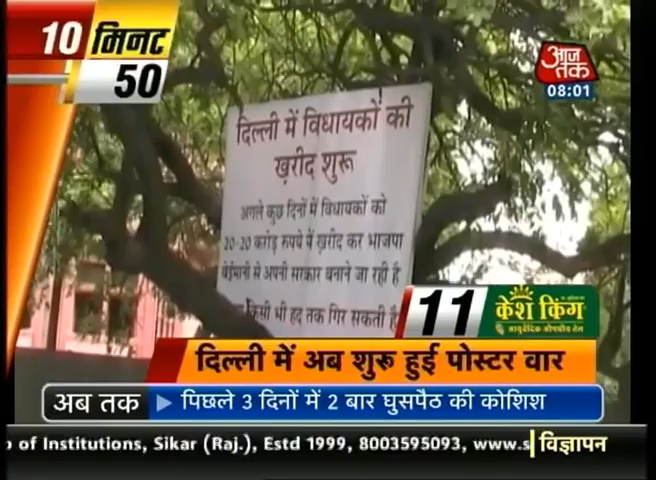 10 मिनट
50
आज तक
08:01
दिल्ली में विधायकों की
ख़रीद शुरू
अगले कुछ दिनों में विधायकों को
20-20 करोड़ रूपये में ख़रीद कर भाजपा
बेईमानी से अपनी सरकार बनाने जा रही है
किसी भी हद तक गिर सकती है
11
केश किंग
आयुर्वेदिक औषधीय तेल
दिल्ली में अब शुरू हुई पोस्टर वार
अब तक
पिछले 3 दिनों में 2 बार घुसपैठ की कोशिश
of Institutions, Sikar (Raj.), Estd 1999, 8003595093, www.s
विज्ञापन